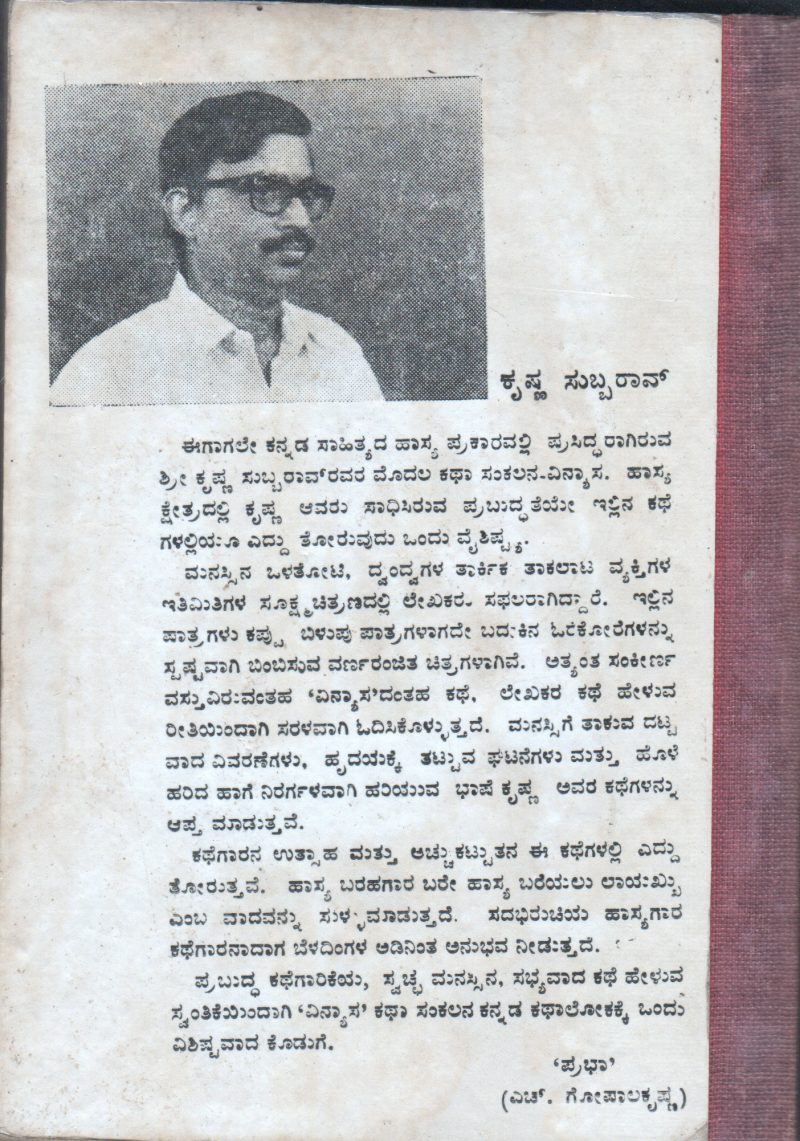 ಕೃಷ್ಣ ಸುಬ್ಬರಾವ್
ಈಗಾಗಲೇ ಕನ್ನಡ ಸಾಹಿತ್ಯದ ಹಾಸ್ಯ ಪ್ರಕಾರದಲ್ಲಿ ಪ್ರಸಿದ್ಧರಾಗಿರುವ
ಶ್ರೀ ಕೃಷ್ಣ ಸುಬ್ಬರಾವ್‌ರವರ ಮೊದಲ ಕಥಾ ಸಂಕಲನ-ವಿನ್ಯಾಸ. ಹಾಸ್ಯ
ಕ್ಷೇತ್ರದಲ್ಲಿ ಕೃಷ್ಣ ಅವರು ಸಾಧಿಸಿರುವ ಪ್ರಬುದ್ಧತೆಯೇ ಇಲ್ಲಿನ ಕಥೆ
ಗಳಲ್ಲಿಯೂ ಎದ್ದು ತೋರುವುದು ಒಂದು ವೈಶಿಷ್ಟ್ಯ.
ಮನಸ್ಸಿನ ಒಳತೋಟಿ, ದ್ವಂದ್ವಗಳ ತಾರ್ಕಿಕ ತಾಕಲಾಟ ವ್ಯಕ್ತಿಗಳ
ಇತಿಮಿತಿಗಳ ಸೂಕ್ಷ್ಮಚಿತ್ರಣದಲ್ಲಿ ಲೇಖಕರು ಸಫಲರಾಗಿದ್ದಾರೆ. ಇಲ್ಲಿನ
ಪಾತ್ರಗಳು ಕಪ್ಪು ಬಿಳುಪು ಪಾತ್ರಗಳಾಗದೇ ಬದುಕಿನ ಓರೆಕೋರೆಗಳನ್ನು
ಸ್ಪಷ್ಟವಾಗಿ ಬಿಂಬಿಸುವ ವರ್ಣರಂಜಿತ ಚಿತ್ರಗಳಾಗಿವೆ. ಅತ್ಯಂತ ಸಂಕೀರ್ಣ
ವಸ್ತುವಿರುವಂತಹ ‘ವಿನ್ಯಾಸ’ದಂತಹ ಕಥೆ, ಲೇಖಕರ ಕಥೆ ಹೇಳುವ
ರೀತಿಯಿಂದಾಗಿ ಸರಳವಾಗಿ ಓದಿಸಿಕೊಳ್ಳುತ್ತದೆ. ಮನಸ್ಸಿಗೆ ತಾಕುವ ದಟ್ಟ
ವಾದ ವಿವರಣೆಗಳು, ಹೃದಯಕ್ಕೆ ತಟ್ಟುವ ಘಟನೆಗಳು ಮತ್ತು ಹೊಳೆ
ಹರಿದ ಹಾಗೆ ನಿರರ್ಗಳವಾಗಿ ಹರಿಯುವ ಭಾಷೆ ಕೃಷ್ಣ ಅವರ ಕಥೆಗಳನ್ನು
ಆಪ್ತ ಮಾಡುತ್ತವೆ.
ಕಥೆಗಾರನ ಉತ್ಸಾಹ ಮತ್ತು ಅಚ್ಚುಕಟ್ಟುತನ ಈ ಕಥೆಗಳಲ್ಲಿ ಎದ್ದು
ತೋರುತ್ತವೆ. ಹಾಸ್ಯ ಬರಹಗಾರ ಬರೇ ಹಾಸ್ಯ ಬರೆಯಲು ಲಾಯಖ್ಖು
ಎಂಬ ವಾದವನ್ನು ಸುಳ್ಳುಮಾಡುತ್ತದೆ. ಸದಭಿರುಚಿಯ ಹಾಸ್ಯಗಾರ
ಕಥೆಗಾರನಾದಾಗ ಬೆಳದಿಂಗಳ ಅಡಿನಿಂತ ಅನುಭವ ನೀಡುತ್ತದೆ.
ಪ್ರಬುದ್ಧ ಕಥೆಗಾರಿಕೆಯ, ಸ್ವಚ್ಛ ಮನಸ್ಸಿನ, ಸಭ್ಯವಾದ ಕಥೆ ಹೇಳುವ
ಸ್ವಂತಿಕೆಯಿಂದಾಗಿ ‘ವಿನ್ಯಾಸ’ ಕಥಾ ಸಂಕಲನ ಕನ್ನಡ ಕಥಾಲೋಕಕ್ಕೆ ಒಂದು
ವಿಶಿಷ್ಟವಾದ ಕೊಡುಗೆ.
‘ಪ್ರಭಾ’
(ಎಚ್. ಗೋಪಾಲಕೃಷ್ಣ)